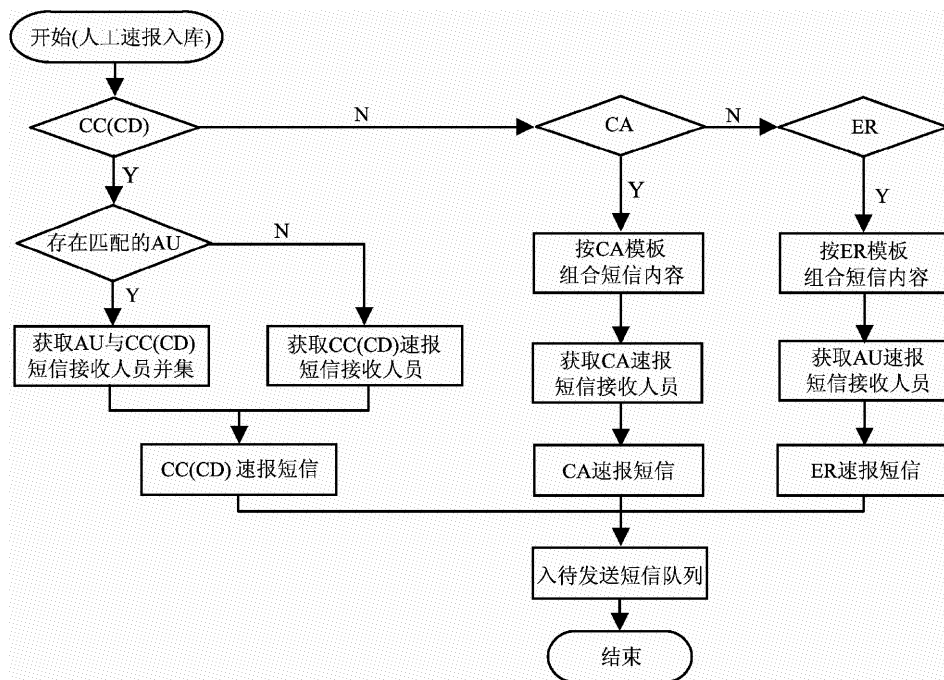 开始(人工速报入库)
CC(CD)
N
CA
N
ER
Y
Y
Y
存在匹配的AU
N
按CA模板
组合短信内容
按ER模板
组合短信内容
Y
获取AU与CC(CD)
短信接收人员并集
获取CC(CD)速报
短信接收人员
获取CA速报
短信接收人员
获取AU速报
短信接收人员
CC(CD)速报短信
CA速报短信
ER速报短信
入待发送短信队列
结束